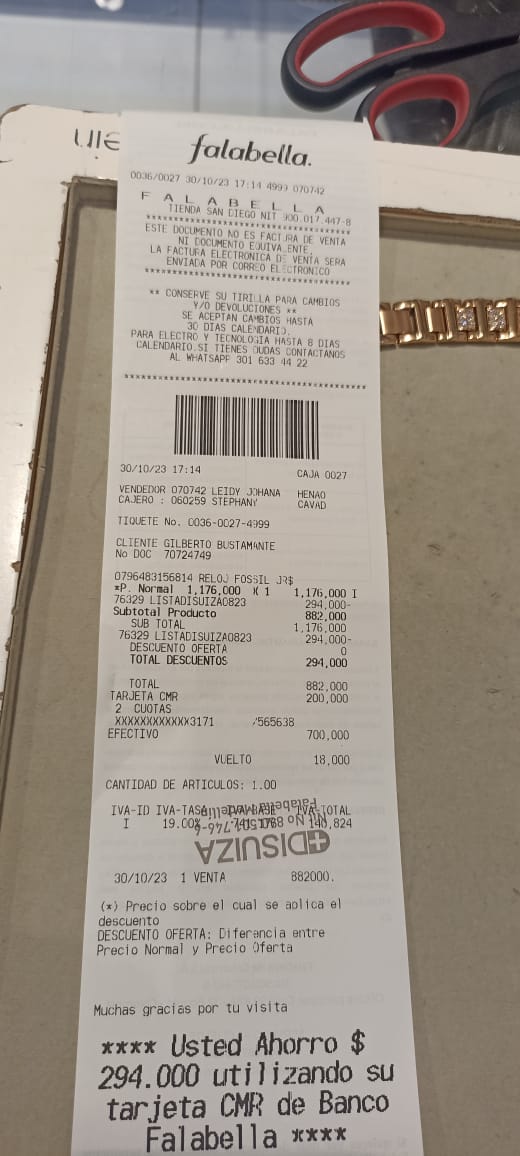 falabella.
0036/0027 30/10/23 17:14 4999 070742
F A L A B E L L A
TIENDA SAN DIEGO NIT 900.017.447-8
***********************************
ESTE DOCUMENTO NO ES FACTURA DE VENTA
NI DOCUMENTO EQUIVALENTE.
LA FACTURA ELECTRONICA DE VENTA SERA
ENVIADA POR CORREO ELECTRONICO
***********************************
** CONSERVE SU TIRILLA PARA CAMBIOS
Y/O DEVOLUCIONES **
SE ACEPTAN CAMBIOS HASTA
30 DIAS CALENDARIO.
PARA ELECTRO Y TECNOLOGIA HASTA 8 DIAS
CALENDARIO.SI TIENES DUDAS CONTACTANOS
AL WHATSAPP 301 633 44 22
****************************************
30/10/23 17:14 CAJA 0027
VENDEDOR 070742 LEIDY JOHANA HENAO
CAJERO : 060259 STEPHANY CAVAD
TIQUETE No. 0036-0027-4999
CLIENTE GILBERTO BUSTAMANTE
No DOC 70724749
0796483156814 RELOJ FOSSIL JR$
*P. Normal 1,176,000 X 1 1,176,000 I
76329 LISTADISUIZA0823 294,000-
Subtotal Producto 882,000
SUB TOTAL 1,176,000
76329 LISTADISUIZA0823 294,000-
DESCUENTO OFERTA 0
TOTAL DESCUENTOS 294,000
TOTAL 882,000
TARJETA CMR 200,000
2 CUOTAS
XXXXXXXXXXXX3171 /565638
EFECTIVO 700,000
VUELTO 18,000
CANTIDAD DE ARTICULOS: 1.00
IVA-ID IVA-TASA IVA-BASE IVA-TOTAL
I 19.00% 741,176 140,824
DISUIZA
Falabella Medellín
30/10/23 1 VENTA 882000.
(*) Precio sobre el cual se aplica el
descuento
DESCUENTO OFERTA: Diferencia entre
Precio Normal y Precio Oferta
Muchas gracias por tu visita
**** Usted Ahorro $
294.000 utilizando su
tarjeta CMR de Banco
Falabella ****